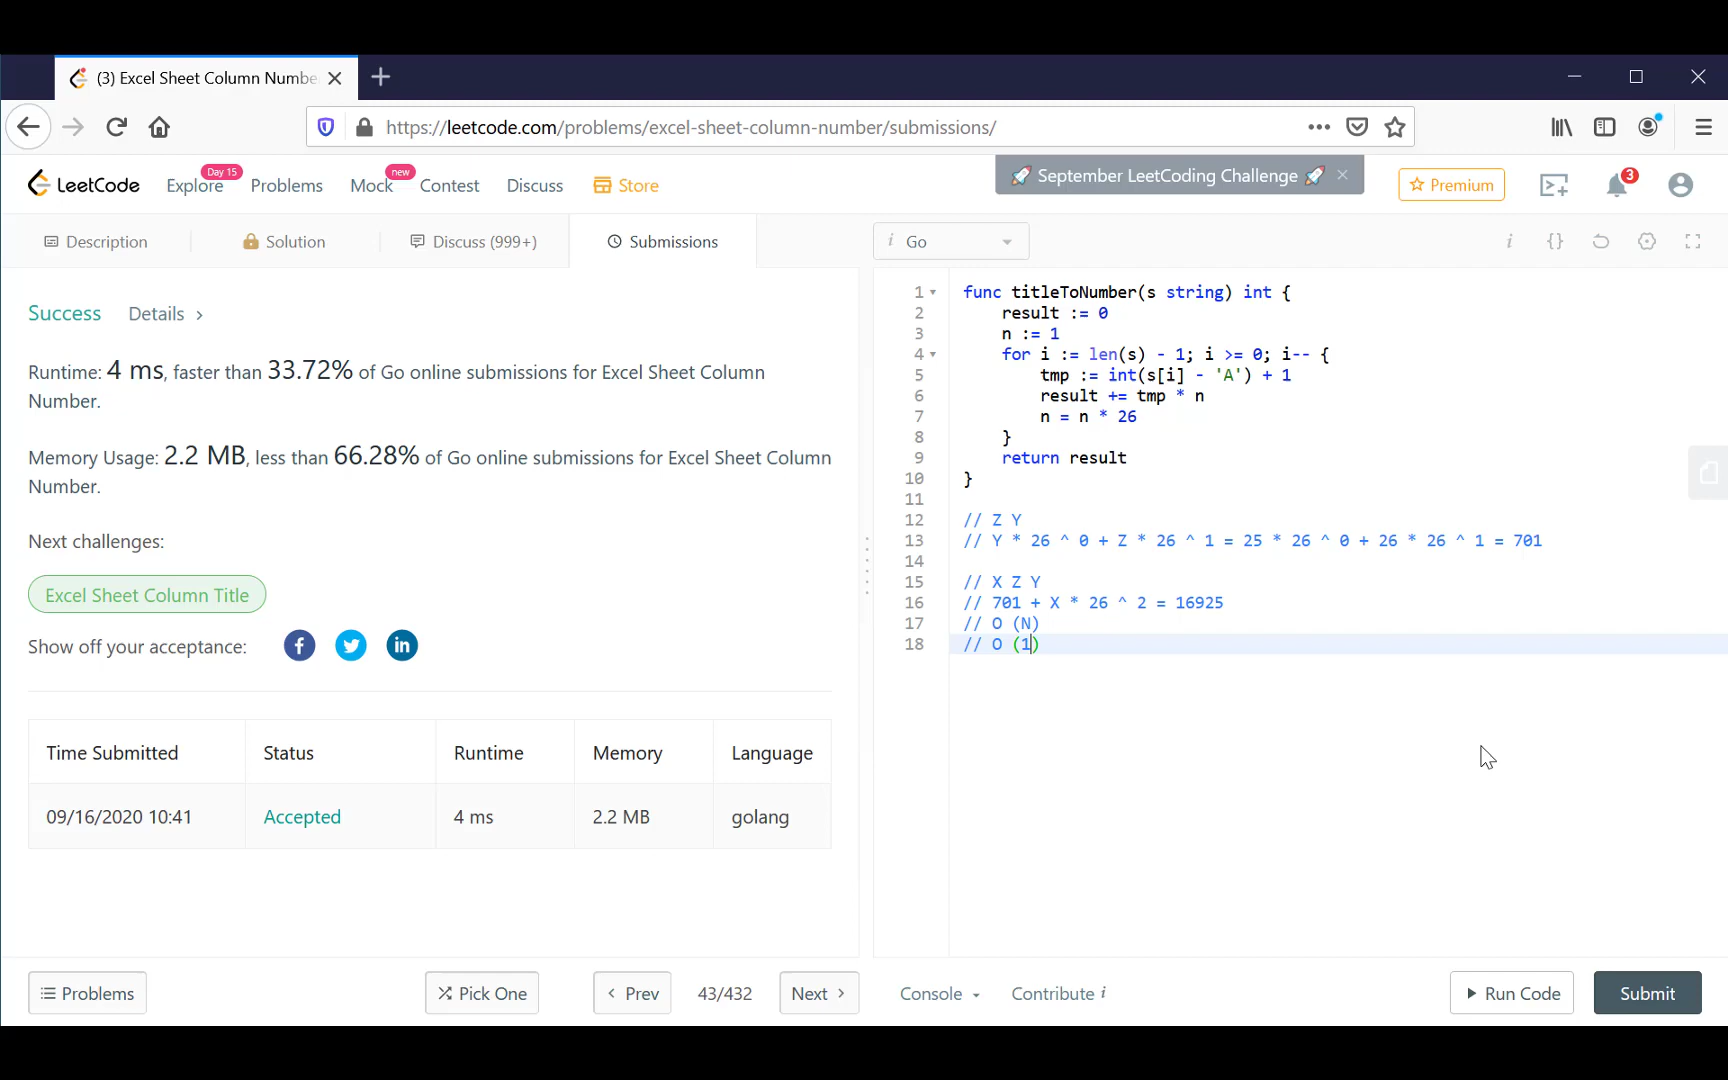 (3) Excel Sheet Column Numbe
https://leetcode.com/problems/excel-sheet-column-number/submissions/
LeetCode
Explore
Day 15
Problems
Mock
new
Contest
Discuss
Store
🚀 September LeetCoding Challenge 🚀 ×
Premium
3
Description
Solution
Discuss (999+)
Submissions
i Go
Success Details >
Runtime: 4 ms, faster than 33.72% of Go online submissions for Excel Sheet Column
Number.
Memory Usage: 2.2 MB, less than 66.28% of Go online submissions for Excel Sheet Column
Number.
Next challenges:
Excel Sheet Column Title
Show off your acceptance:
Time Submitted Status Runtime Memory Language
09/16/2020 10:41 Accepted 4 ms 2.2 MB golang
1 func titleToNumber(s string) int {
2     result := 0
3     n := 1
4     for i := len(s) - 1; i >= 0; i-- {
5         tmp := int(s[i] - 'A') + 1
6         result += tmp * n
7         n = n * 26
8     }
9     return result
10 }
11
12 // Z Y
13 // Y * 26 ^ 0 + Z * 26 ^ 1 = 25 * 26 ^ 0 + 26 * 26 ^ 1 = 701
14
15 // X Z Y
16 // 701 + X * 26 ^ 2 = 16925
17 // O (N)
18 // O (1)
Problems
Pick One
< Prev
43/432
Next >
Console
Contribute i
Run Code
Submit